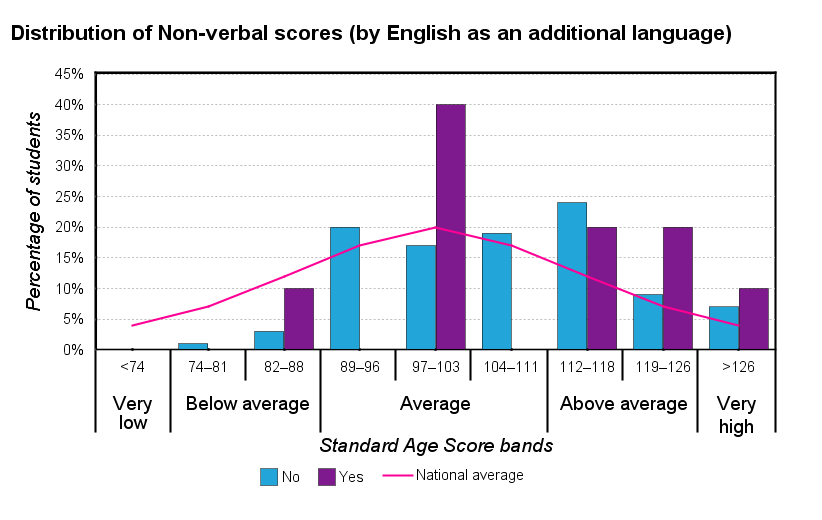 Distribution of Non-verbal scores (by English as an additional language)
Percentage of students
45%
40%
35%
30%
25%
20%
15%
10%
5%
0%
<74 74–81 82–88 89–96 97–103 104–111 112–118 119–126 >126
Very low Below average Average Above average Very high
Standard Age Score bands
No Yes National average